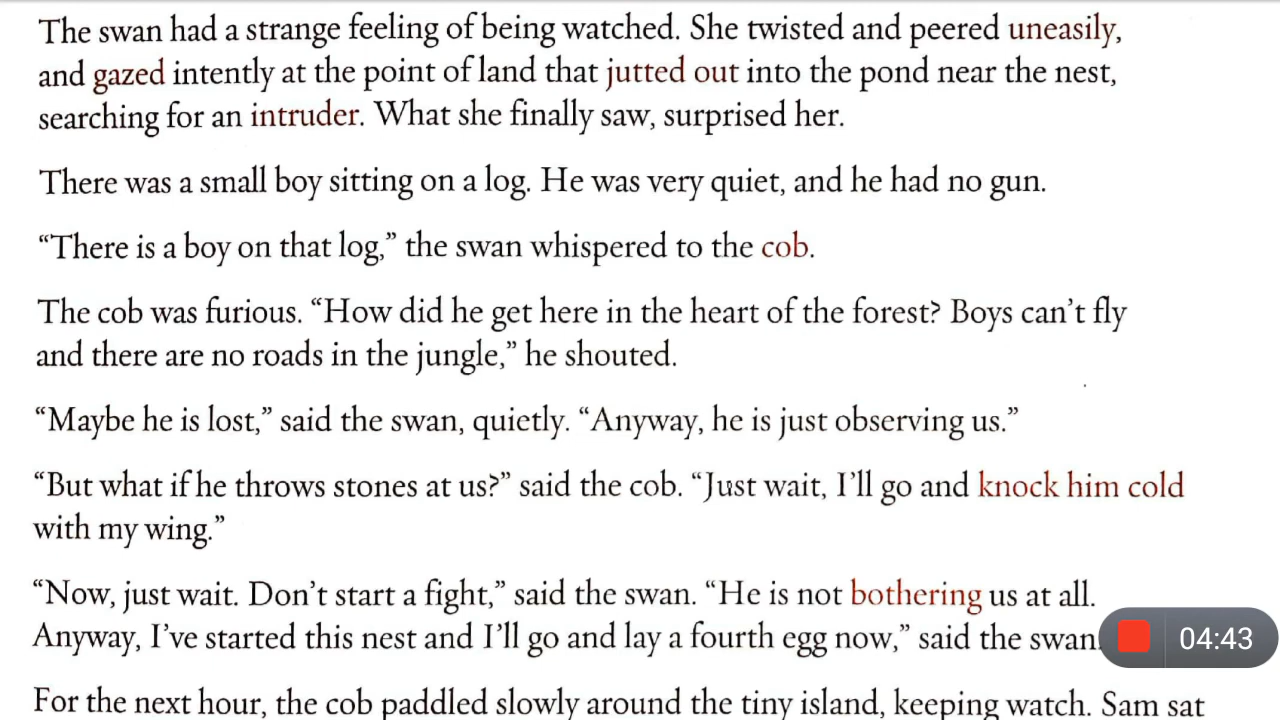 The swan had a strange feeling of being watched. She twisted and peered uneasily,
and gazed intently at the point of land that jutted out into the pond near the nest,
searching for an intruder. What she finally saw, surprised her.
There was a small boy sitting on a log. He was very quiet, and he had no gun.
“There is a boy on that log,” the swan whispered to the cob.
The cob was furious. “How did he get here in the heart of the forest? Boys can’t fly
and there are no roads in the jungle,” he shouted.
“Maybe he is lost,” said the swan, quietly. “Anyway, he is just observing us.”
“But what if he throws stones at us?” said the cob. “Just wait, I’ll go and knock him cold
with my wing.”
“Now, just wait. Don’t start a fight,” said the swan. “He is not bothering us at all.
Anyway, I’ve started this nest and I’ll go and lay a fourth egg now,” said the swan.
04:43
For the next hour, the cob paddled slowly around the tiny island, keeping watch. Sam sat